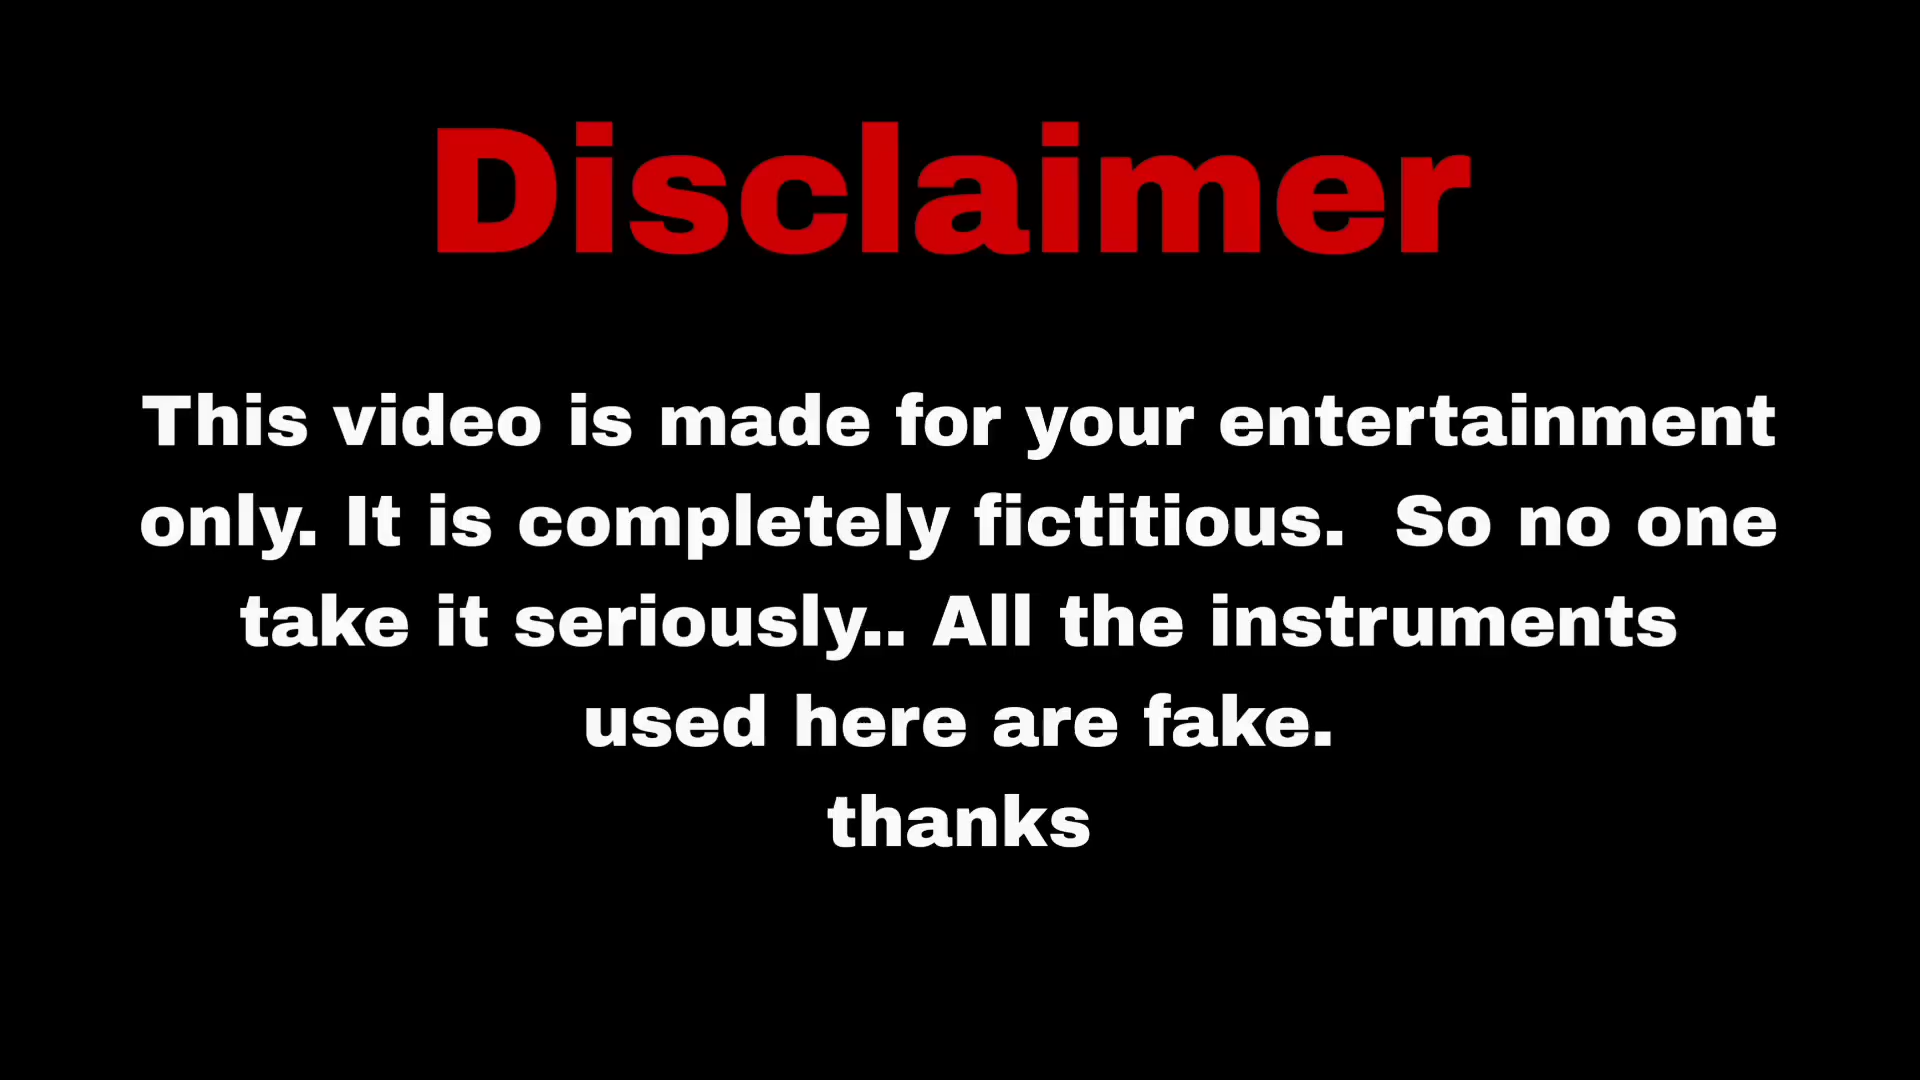 Disclaimer
This video is made for your entertainment
only. It is completely fictitious.  So no one
take it seriously.. All the instruments
used here are fake.
thanks